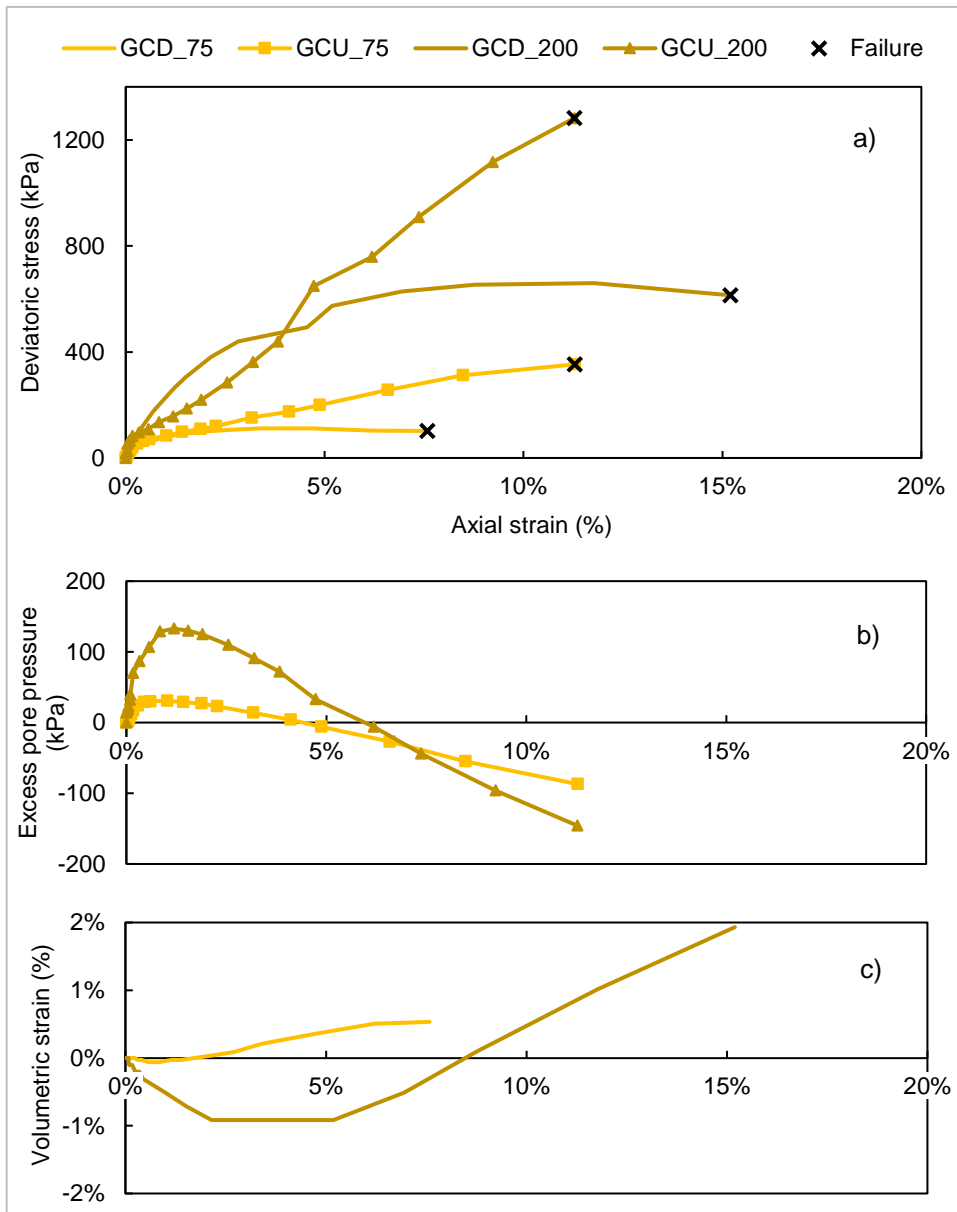 GCD_75 GCU_75 GCD_200 GCU_200 Failure
a)
1200
800
400
0
0% 5% 10% 15% 20%
Deviatoric stress (kPa)
Axial strain (%)
b)
200
100
0
-100
-200
0% 5% 10% 15% 20%
Excess pore pressure
(kPa)
c)
2%
1%
0%
-1%
-2%
0% 5% 10% 15% 20%
Volumetric strain (%)